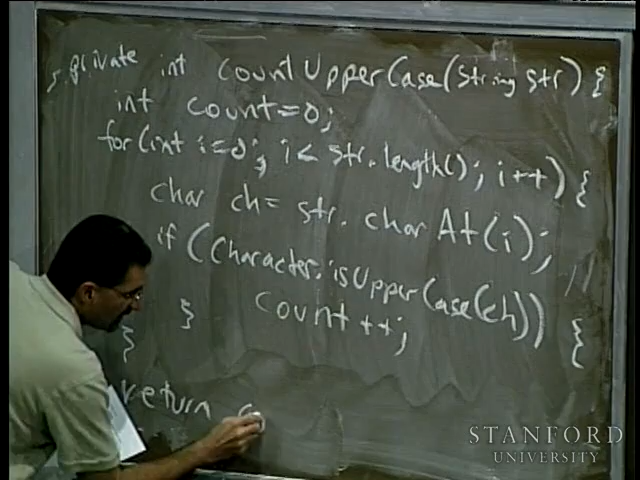 private int countUpperCase(String str) {
int count=0;
for(int i=0; i< str.length(); i++) {
char ch= str.charAt(i);
if (Character.isUpperCase(ch)) {
count++;
}
}
return c
STANFORD
UNIVERSITY